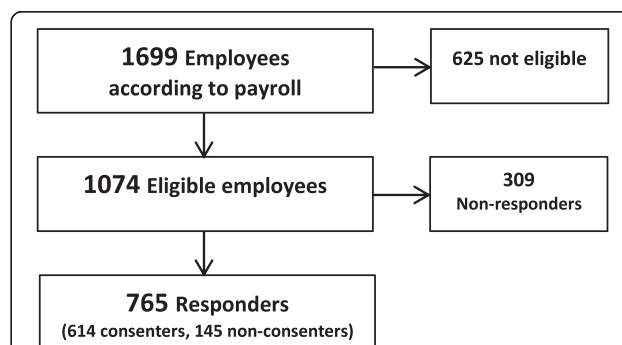 1699 Employees
according to payroll
625 not eligible
1074 Eligible employees
309
Non-responders
765 Responders
(614 consenters, 145 non-consenters)